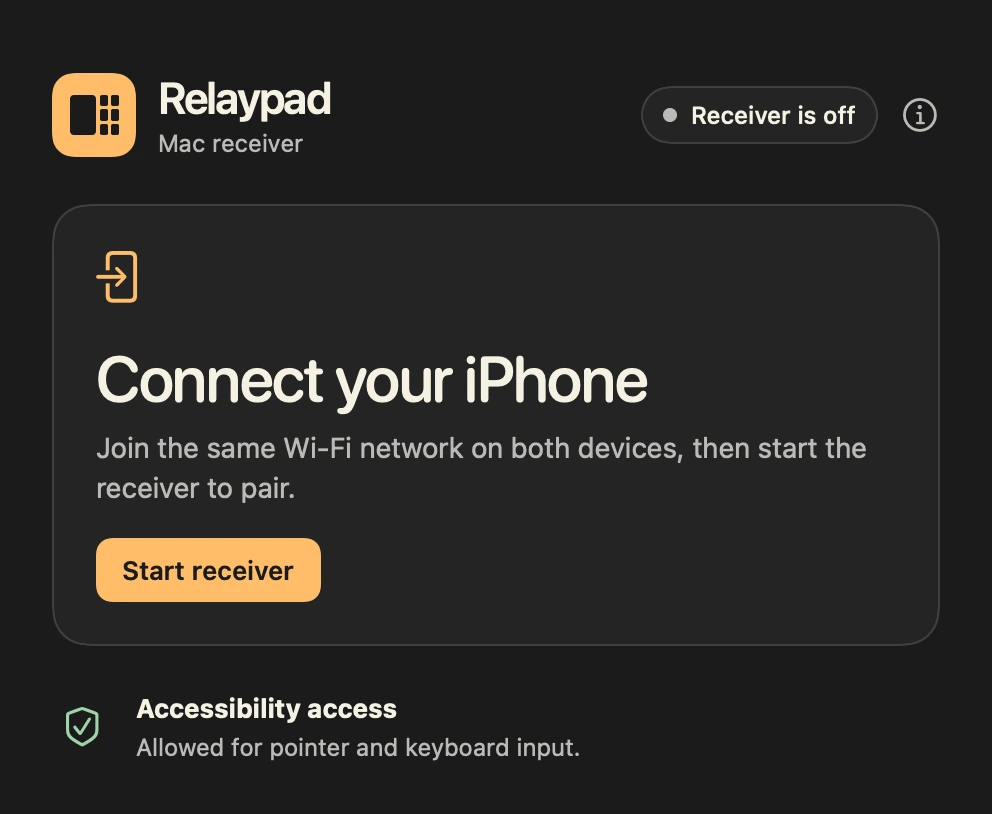 Relaypad
Mac receiver
Receiver is off
Connect your iPhone
Join the same Wi-Fi network on both devices, then start the
receiver to pair.
Start receiver
Accessibility access
Allowed for pointer and keyboard input.